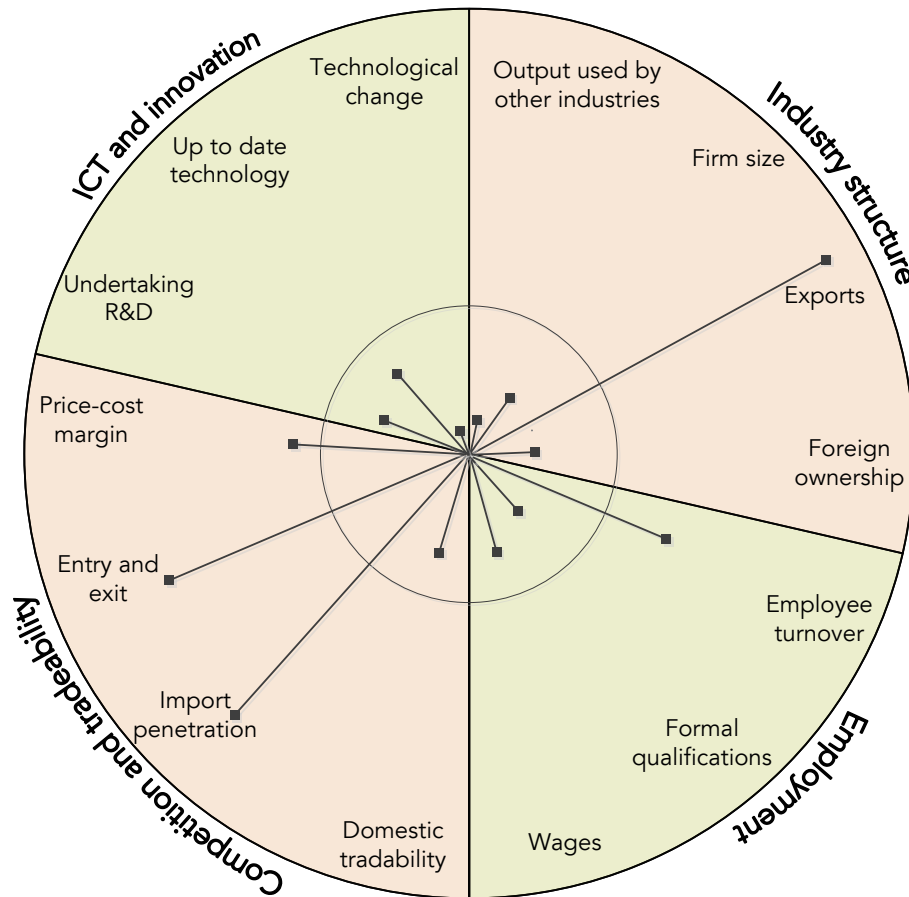 ICT and innovation
Technological
change
Up to date
technology
Undertaking
R&D
Industry structure
Output used by
other industries
Firm size
Exports
Foreign
ownership
Competition and tradeability
Price-cost
margin
Entry and
exit
Import
penetration
Domestic
tradability
Employment
Employee
turnover
Formal
qualifications
Wages